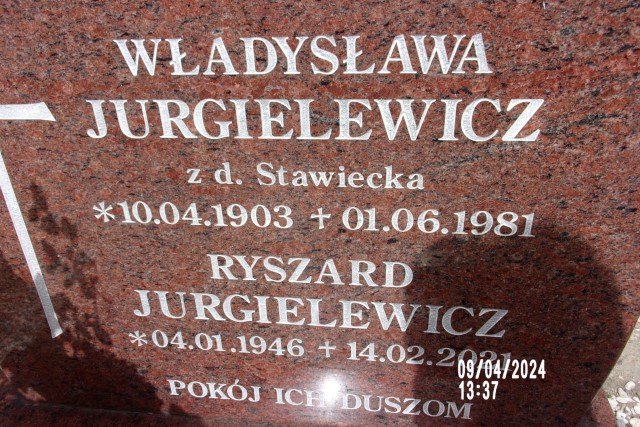 WŁADYSŁAWA
JURGIELEWICZ
z d. Stawiecka
*10.04.1903 + 01.06.1981
RYSZARD
JURGIELEWICZ
*04.01.1946 + 14.02.2021
POKÓJ ICH DUSZOM
09/04/2024
13:37